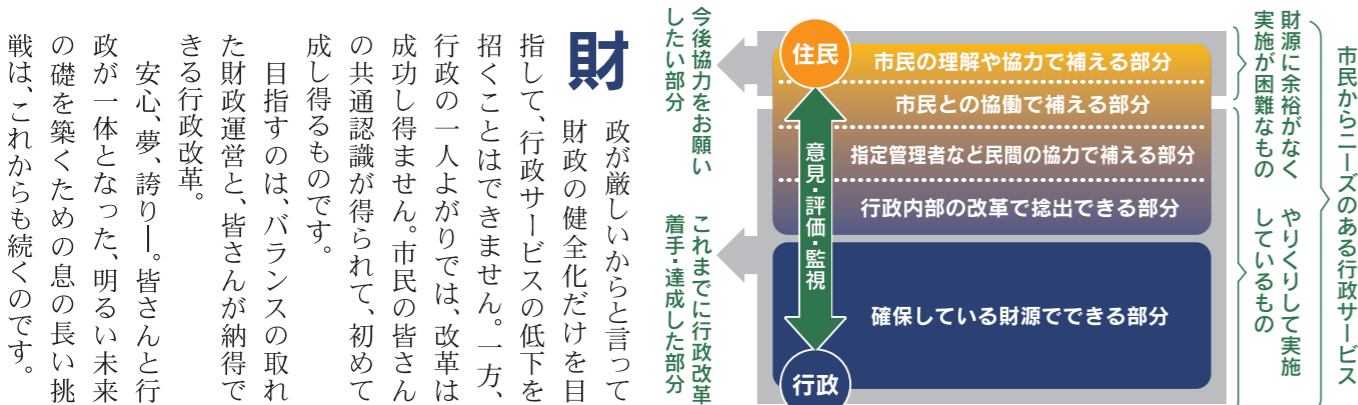 市民からニーズのある行政サービス
財源に余裕がなく
実施が困難なもの
やりくりして実施
しているもの
住民
市民の理解や協力で補える部分
市民との協働で補える部分
指定管理者など民間の協力で補える部分
行政内部の改革で捻出できる部分
確保している財源でできる部分
意見・評価・監視
行政
今後協力をお願い
したい部分
これまでに行政改革
着手・達成した部分
財政が厳しいからと言って
財政の健全化だけを目
指して、行政サービスの低下を
招くことはできません。一方、
行政の一人よがりでは、改革は
成功し得ません。市民の皆さん
の共通認識が得られて、初めて
成し得るものです。
目指すのは、バランスの取れ
た財政運営と、皆さんが納得で
きる行政改革。
安心、夢、誇り―。皆さんと行
政が一体となった、明るい未来
の礎を築くための息の長い挑
戦は、これからも続くのです。